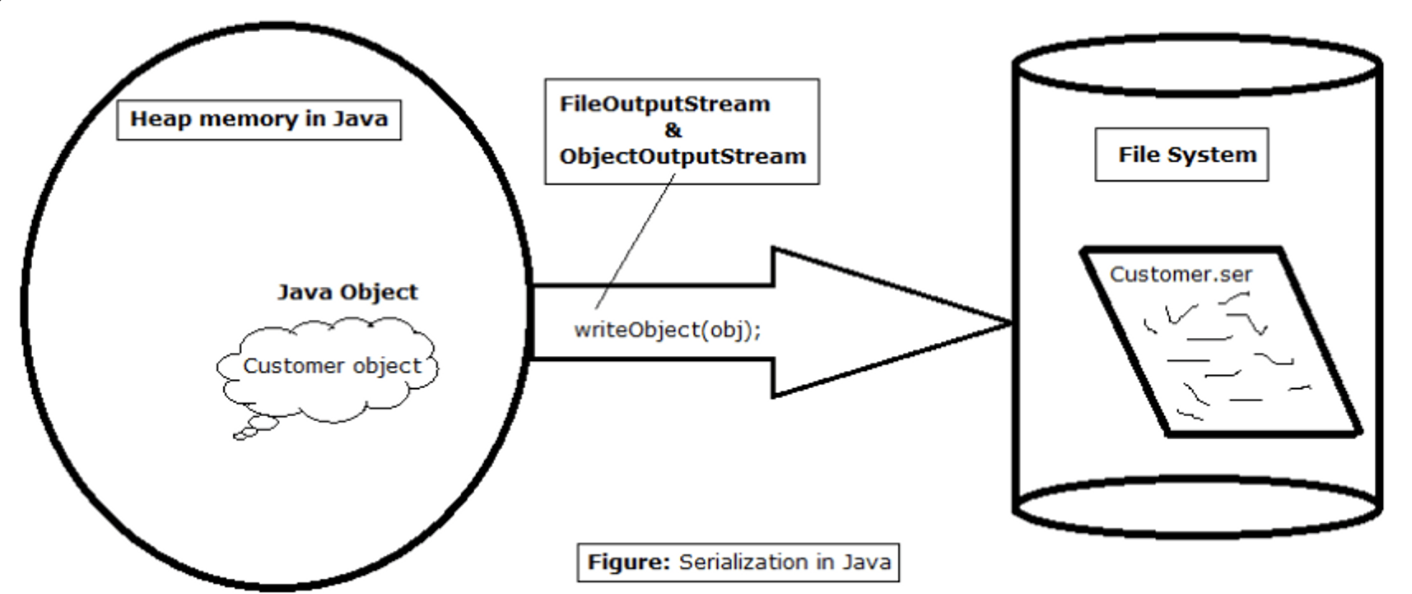 Heap memory in Java
FileOutputStream
&
ObjectOutputStream
File System
Java Object
Customer object
writeObject(obj);
Customer.ser
Figure: Serialization in Java